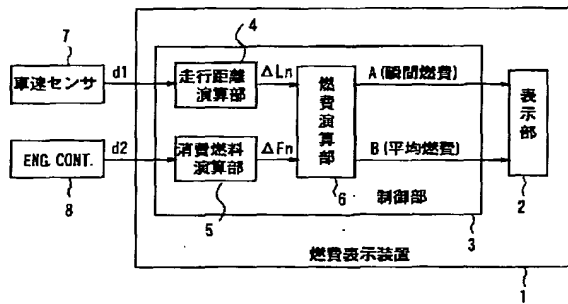 7
車速センサ
d1
4
走行距離
演算部
ΔLn
燃費演算部
6
A(瞬間燃費)
表示部
2
ENG. CONT.
8
d2
消費燃料
演算部
5
ΔFn
B(平均燃費)
制御部
3
燃費表示装置
1